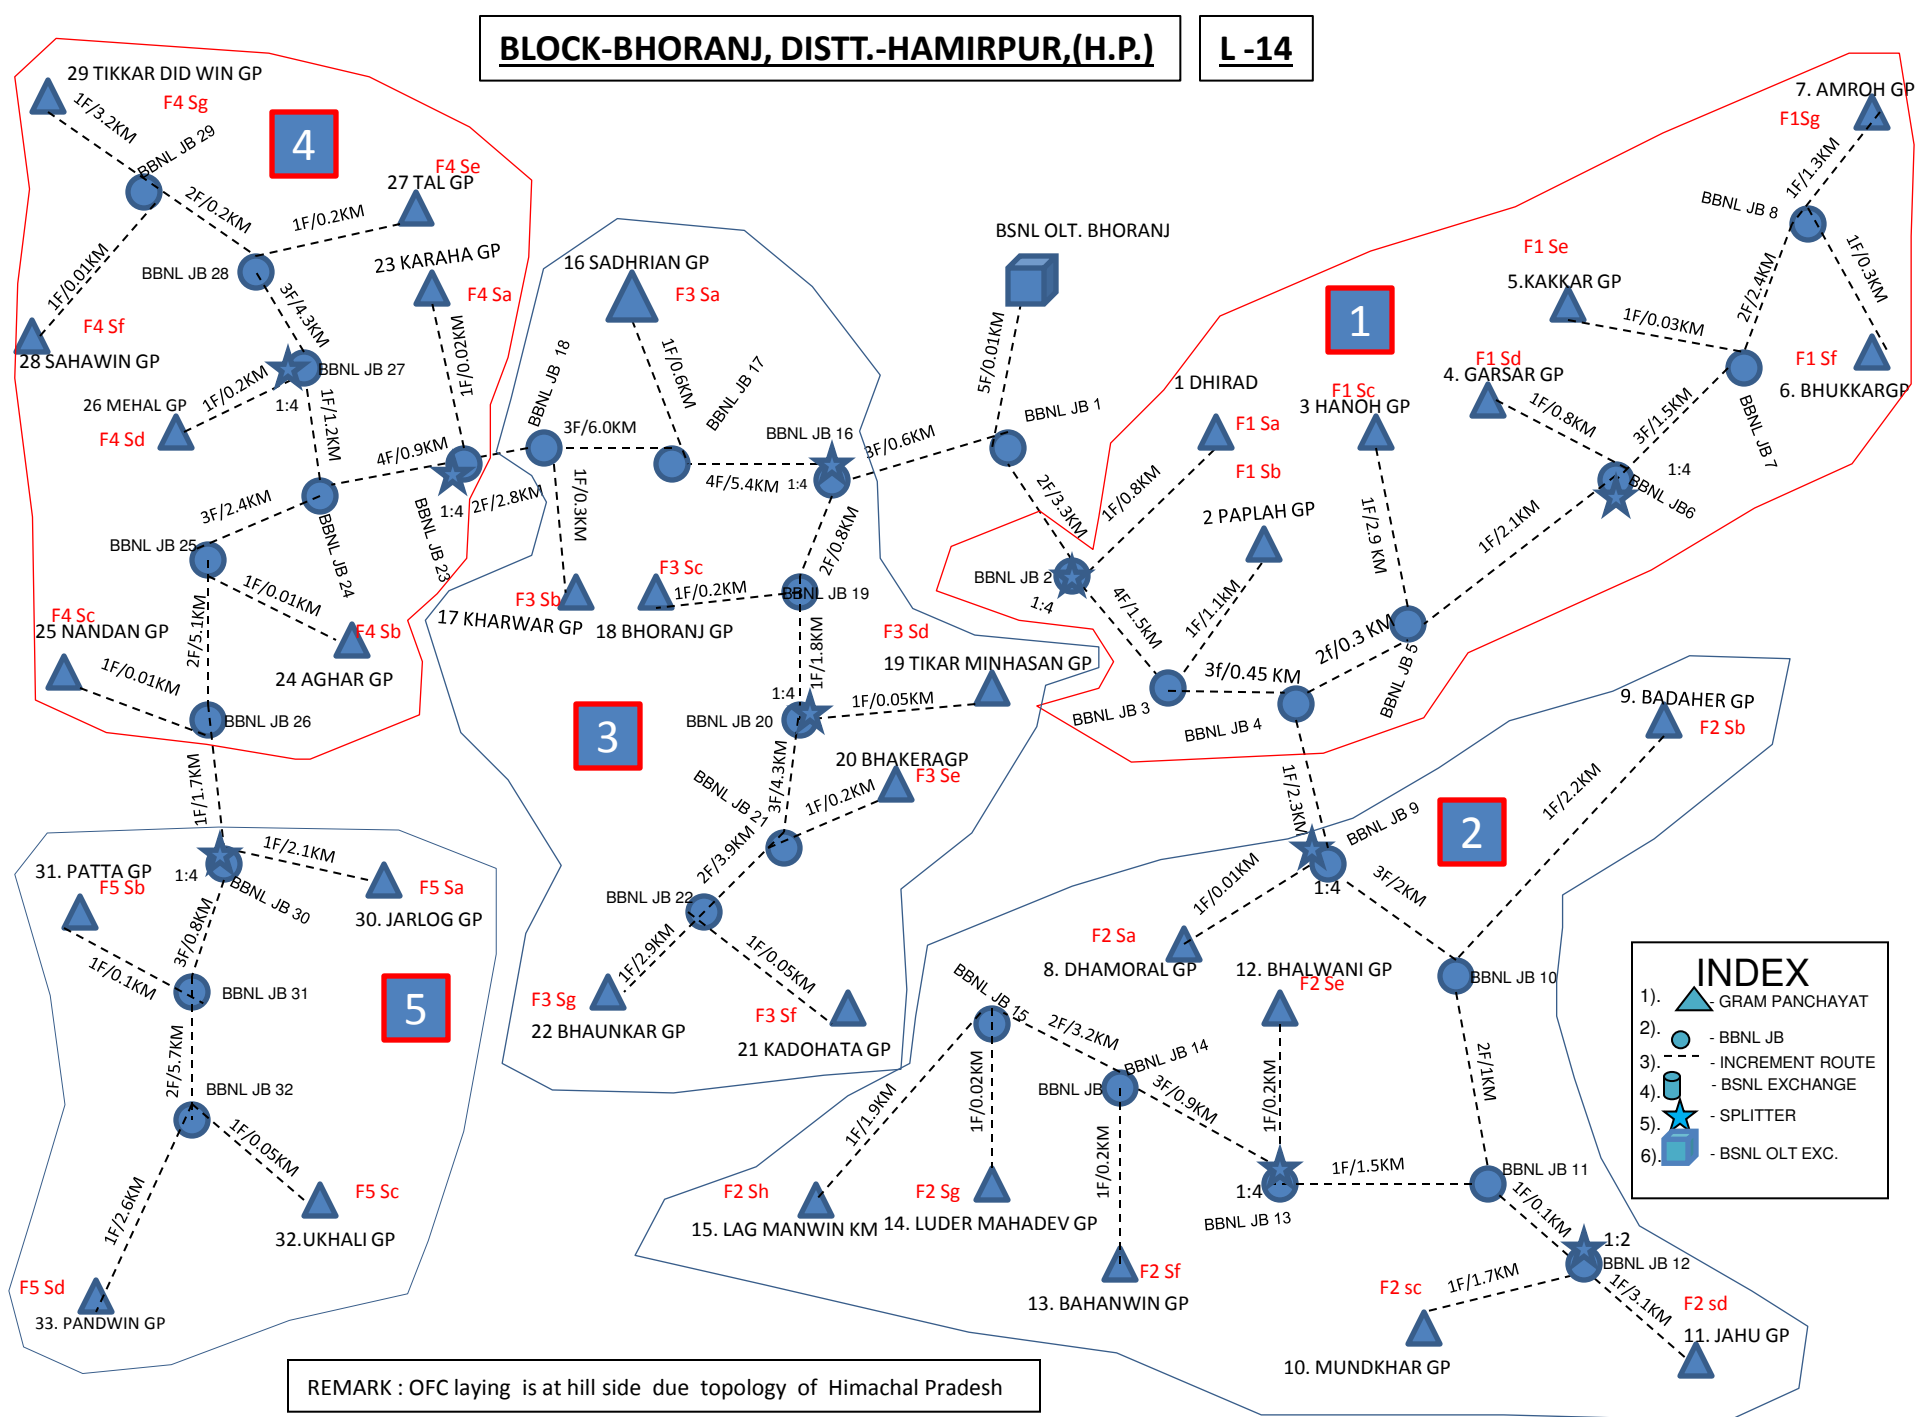 BLOCK-BHORANJ, DISTT.-HAMIRPUR,(H.P.)
L -14
29 TIKKAR DID WIN GP
F4 Sg
1F/3.2KM
BBNL JB 29
4
2F/0.2KM
F4 Se
27 TAL GP
1F/0.2KM
1F/0.01KM
BBNL JB 28
23 KARAHA GP
F4 Sa
3F/4.3KM
F4 Sf
28 SAHAWIN GP
1F/0.02KM
BBNL JB 27
1F/0.2KM
1:4
26 MEHAL GP
F4 Sd
1F/1.2KM
4F/0.9KM
1:4
2F/2.8KM
BBNL JB 23
3F/2.4KM
BBNL JB 24
BBNL JB 25
1F/0.01KM
F4 Sc
25 NANDAN GP
2F/5.1KM
F4 Sb
24 AGHAR GP
1F/0.01KM
BBNL JB 26
1F/1.7KM
16 SADHRIAN GP
F3 Sa
BBNL JB 18
1F/0.6KM
BBNL JB 17
3F/6.0KM
BBNL JB 16
1:4
4F/5.4KM
3F/0.6KM
1F/0.3KM
2F/0.8KM
F3 Sb
17 KHARWAR GP
F3 Sc
1F/0.2KM
18 BHORANJ GP
BBNL JB 19
F3 Sd
19 TIKAR MINHASAN GP
1F/1.8KM
1:4
1F/0.05KM
BBNL JB 20
3
20 BHAKERAGP
F3 Se
3F/4.3KM
1F/0.2KM
BBNL JB 21
2F/3.9KM
BBNL JB 22
1F/2.9KM
1F/0.05KM
F3 Sg
22 BHAUNKAR GP
F3 Sf
21 KADOHATA GP
BSNL OLT. BHORANJ
5F/0.01KM
BBNL JB 1
2F/3.3KM
1 DHIRAD
F1 Sa
F1 Sb
1F/0.8KM
2 PAPLAH GP
BBNL JB 2
1:4
4F/1.5kM
1F/1.1kM
BBNL JB 3
3f/0.45 KM
BBNL JB 4
2f/0.3 KM
BBNL JB 5
1
F1 Sc
3 HANOH GP
1F/2.9 KM
1F/2.1KM
F1 Sd
4. GARSAR GP
1F/0.8KM
1:4
BBNL JB6
3F/1.5KM
BBNL JB 7
F1 Se
5.KAKKAR GP
1F/0.03KM
2F/2.4KM
BBNL JB 8
7. AMROH GP
F1Sg
1F/1.3KM
1F/0.3KM
F1 Sf
6. BHUKKARGP
1F/2.3KM
BBNL JB 9
2
1:4
1F/0.01KM
F2 Sa
8. DHAMORAL GP
3F/2KM
9. BADAHER GP
F2 Sb
1F/2.2KM
BBNL JB 10
2F/1KM
12. BHALWANI GP
F2 Se
1F/0.2KM
BBNL JB 15
2F/3.2KM
BBNL JB 14
BBNL JB
3F/0.9KM
1F/1.9KM
1F/0.02KM
1F/0.2KM
1:4
1F/1.5KM
BBNL JB 11
BBNL JB 13
1F/0.1KM
1:2
BBNL JB 12
F2 Sh
15. LAG MANWIN KM
F2 Sg
14. LUDER MAHADEV GP
F2 Sf
13. BAHANWIN GP
F2 sc
1F/1.7KM
1F/3.1KM
10. MUNDKHAR GP
F2 sd
11. JAHU GP
31. PATTA GP
F5 Sb
1:4
1F/2.1KM
BBNL JB 30
F5 Sa
30. JARLOG GP
3F/0.8KM
1F/0.1KM
BBNL JB 31
5
2F/5.7KM
BBNL JB 32
1F/0.05KM
F5 Sc
32.UKHALI GP
1F/2.6KM
F5 Sd
33. PANDWIN GP
INDEX
1). - GRAM PANCHAYAT
2). - BBNL JB
3). - INCREMENT ROUTE
4). - BSNL EXCHANGE
5). - SPLITTER
6). - BSNL OLT EXC.
REMARK : OFC laying is at hill side due topology of Himachal Pradesh